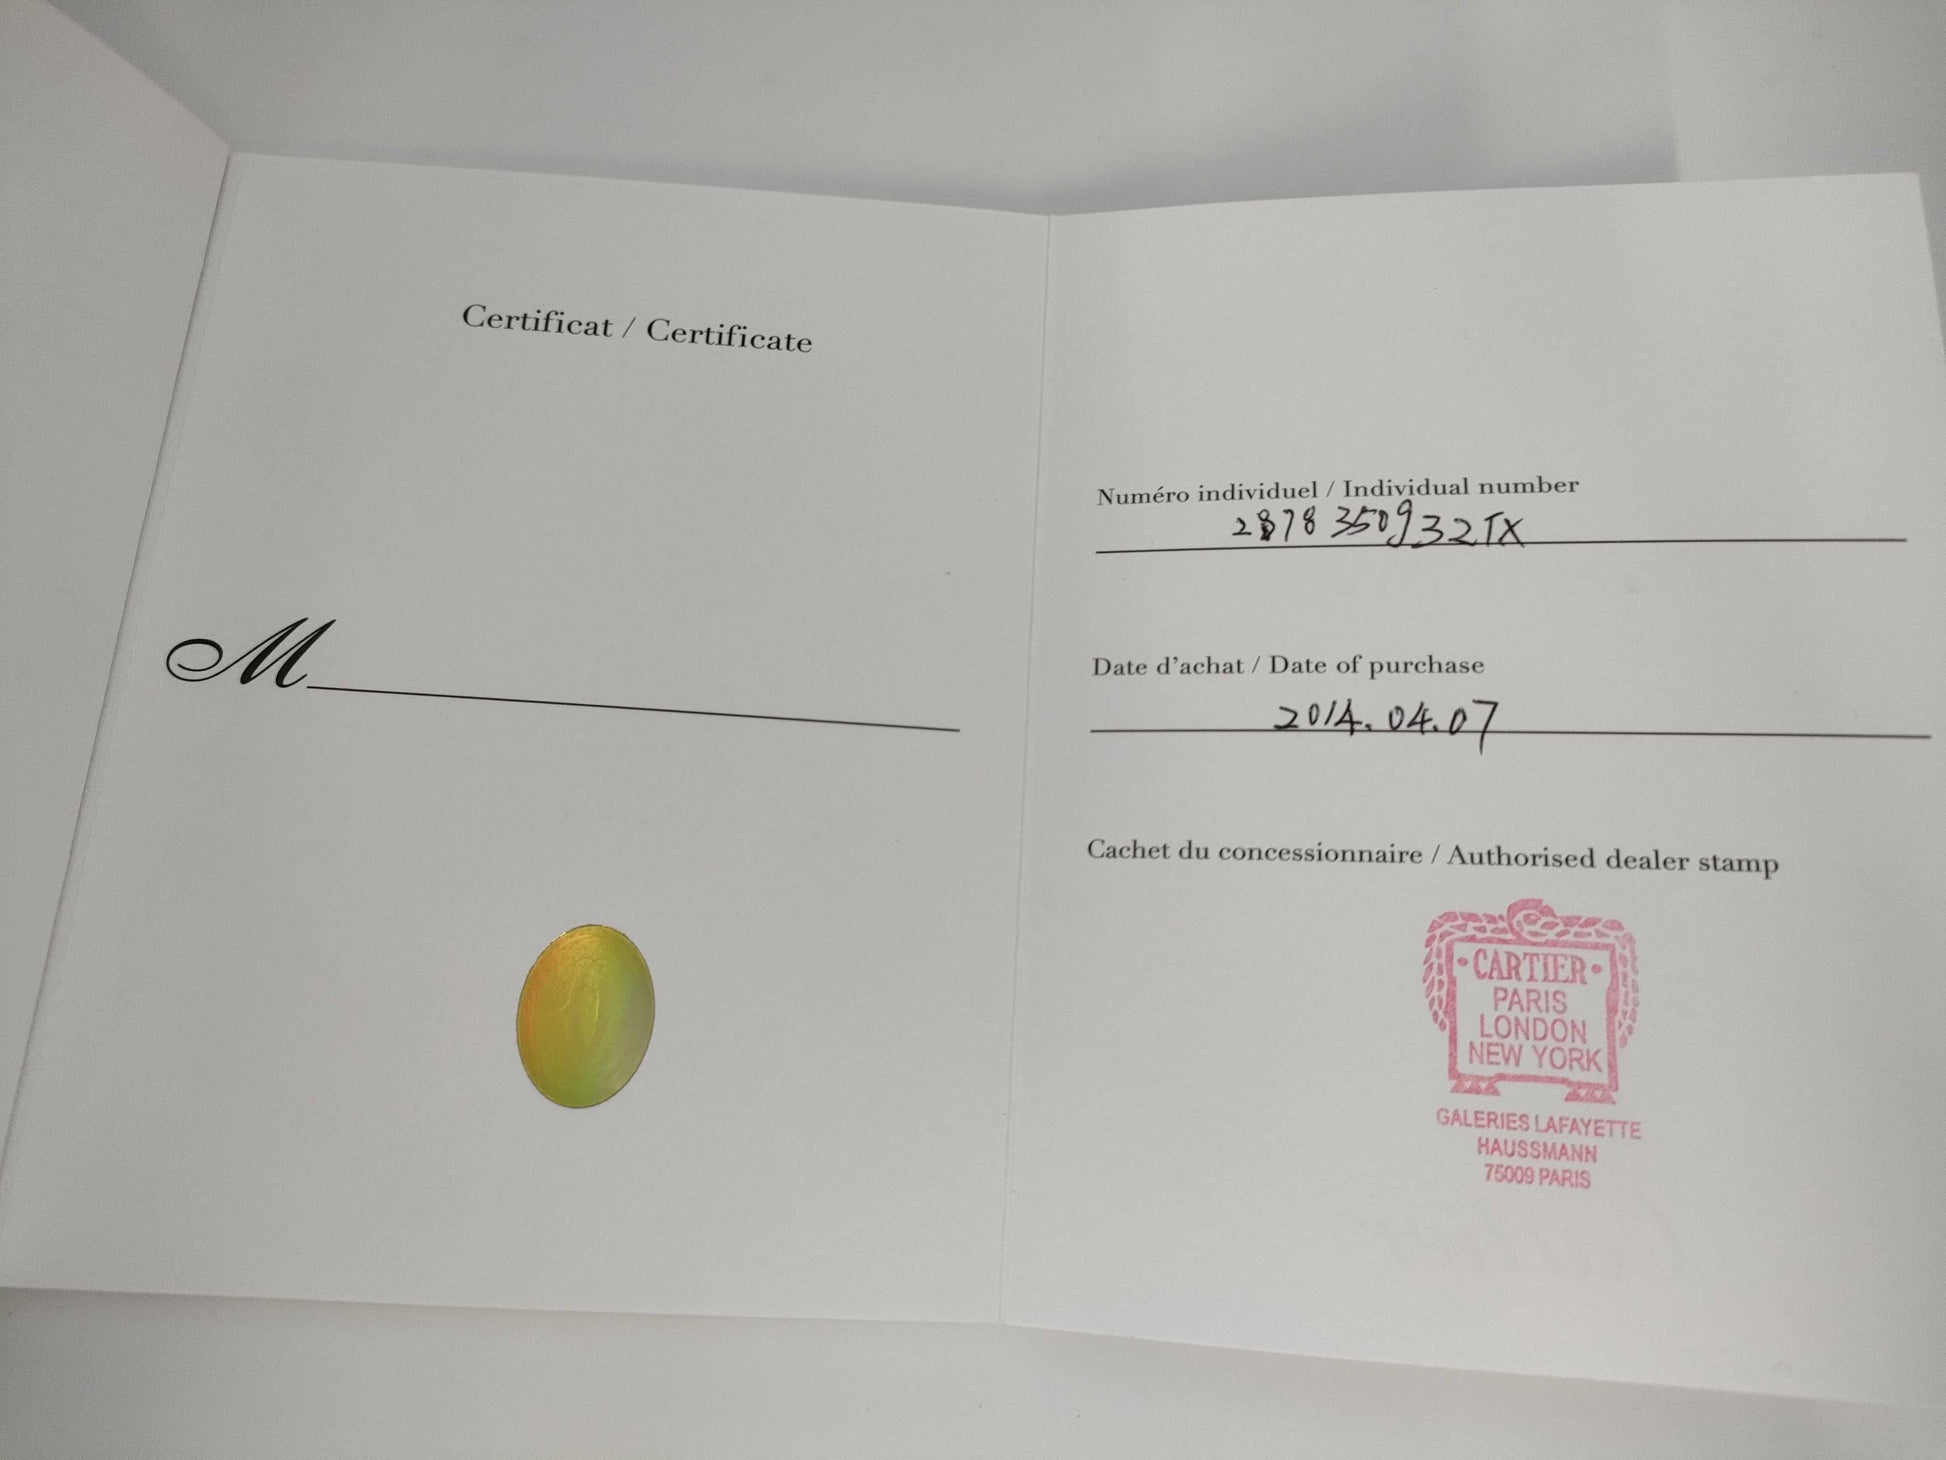 Certificat / Certificate
M
Numéro individuel / Individual number
2878350932TX
Date d'achat / Date of purchase
2014.04.07
Cachet du concessionnaire / Authorised dealer stamp
•CARTIER•
PARIS
LONDON
NEW YORK
GALERIES LAFAYETTE
HAUSSMANN
75009 PARIS